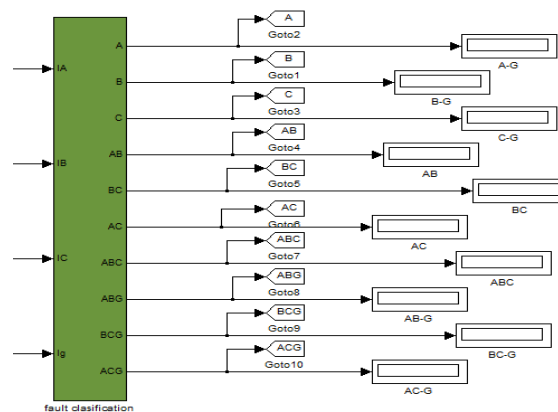 A
A
Goto2
A-G
IA
B
B
Goto1
B-G
C
C
Goto3
C-G
AB
AB
Goto4
AB
IB
BC
BC
Goto5
BC
AC
AC
Goto6
AC
IC
ABC
ABC
Goto7
ABC
ABG
ABG
Goto8
AB-G
BCG
BCG
Goto9
BC-G
Ig
ACG
ACG
Goto10
AC-G
fault clasification